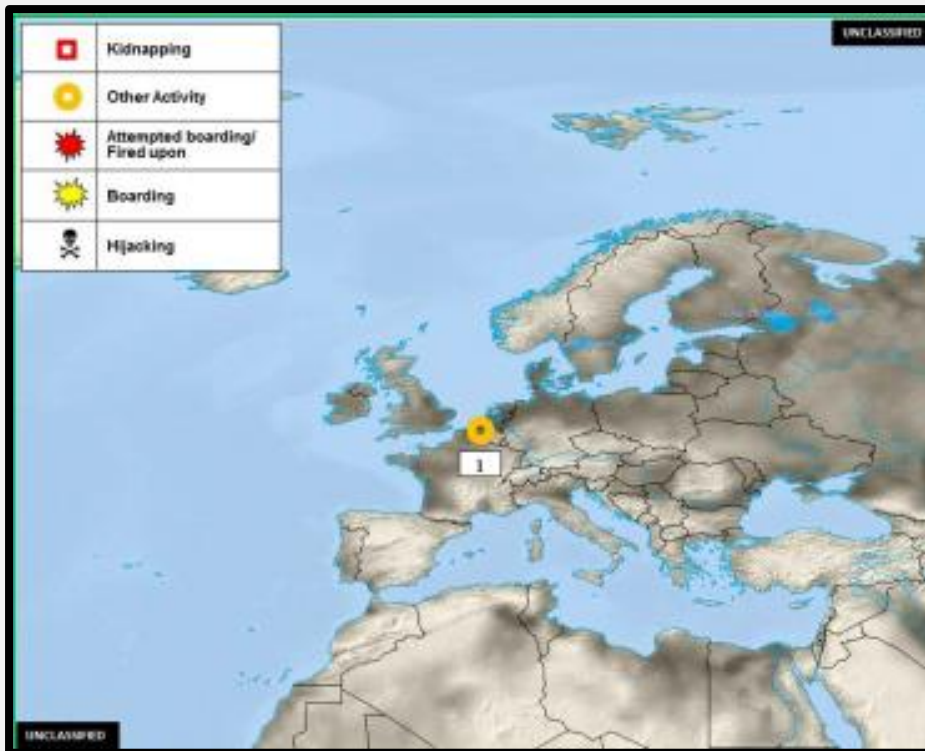 UNCLASSIFIED
Kidnapping
Other Activity
Attempted boarding/
Fired upon
Boarding
Hijacking
1
UNCLASSIFIED